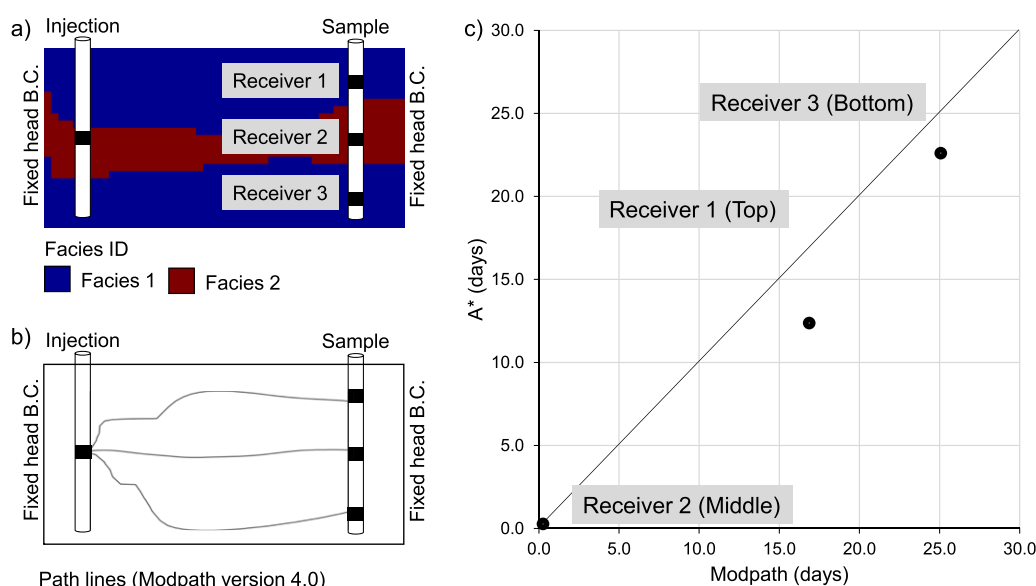 a)
Injection
Sample
Fixed head B.C.
Receiver 1
Receiver 2
Receiver 3
Fixed head B.C.
Facies ID
Facies 1
Facies 2
b)
Injection
Sample
Fixed head B.C.
Fixed head B.C.
Path lines (Modpath version 4.0)
c)
30.0
25.0
20.0
15.0
10.0
5.0
0.0
A* (days)
Receiver 3 (Bottom)
Receiver 1 (Top)
Receiver 2 (Middle)
0.0 5.0 10.0 15.0 20.0 25.0 30.0
Modpath (days)